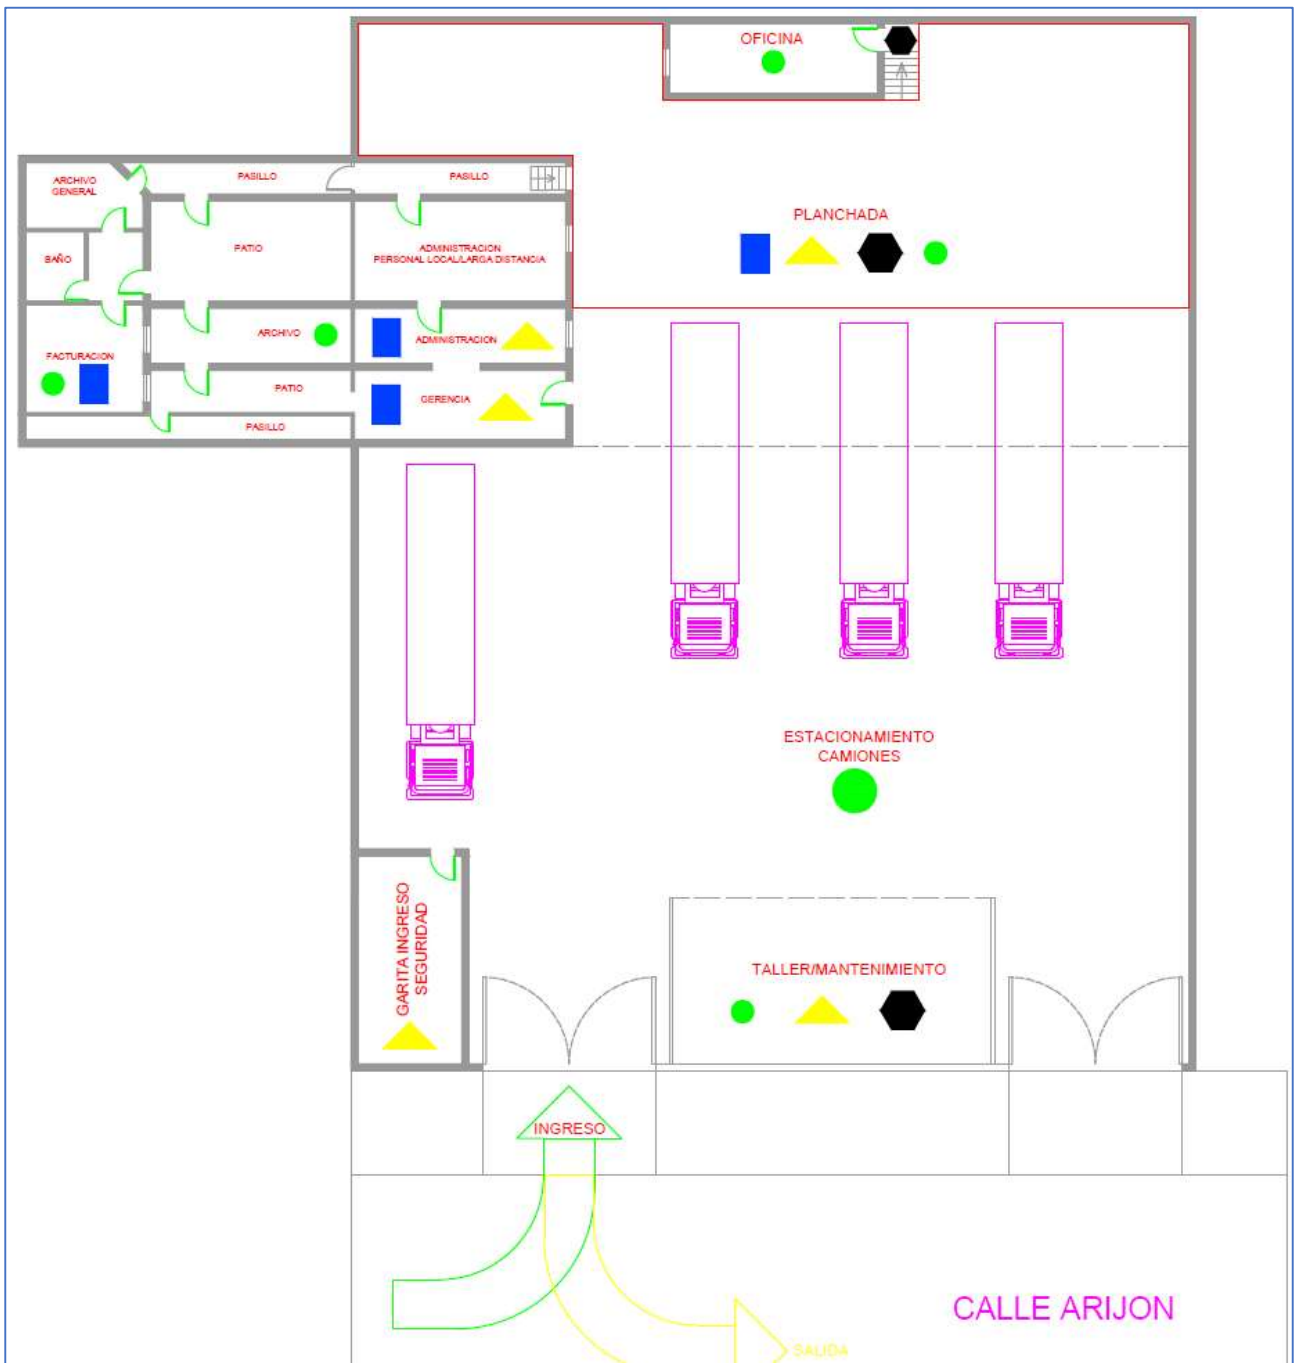 OFICINA
ARCHIVO
GENERAL
PASILLO
PASILLO
PLANCHADA
PATIO
ADMINISTRACION
PERSONAL LOCAL/LARGA DISTANCIA
BAÑO
ARCHIVO
ADMINISTRACION
FACTURACION
PATIO
GERENCIA
PASILLO
ESTACIONAMIENTO
CAMIONES
GARITA INGRESO
SEGURIDAD
TALLER/MANTENIMIENTO
INGRESO
CALLE ARIJON
SALIDA